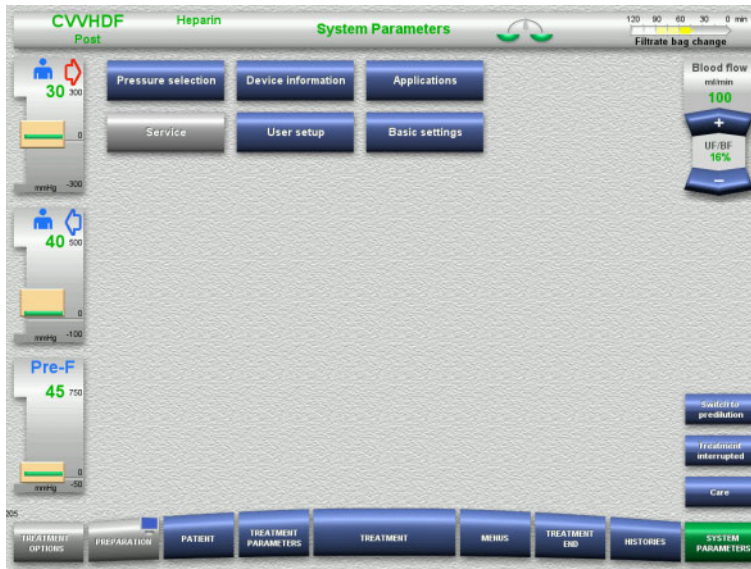 CVVHDF
Post
Heparin
System Parameters
120 90 60 30 0 min
Filtrate bag change
30
300
0
-300
mmHg
40
500
0
-100
mmHg
Pre-F
45
750
0
-50
mmHg
Pressure selection
Device information
Applications
Service
User setup
Basic settings
Blood flow
ml/min
100
+
UF/BF
16%
−
Switch to
predilution
Treatment
interrupted
Care
205
TREATMENT
OPTIONS
PREPARATION
PATIENT
TREATMENT
PARAMETERS
TREATMENT
MENUS
TREATMENT
END
HISTORIES
SYSTEM
PARAMETERS